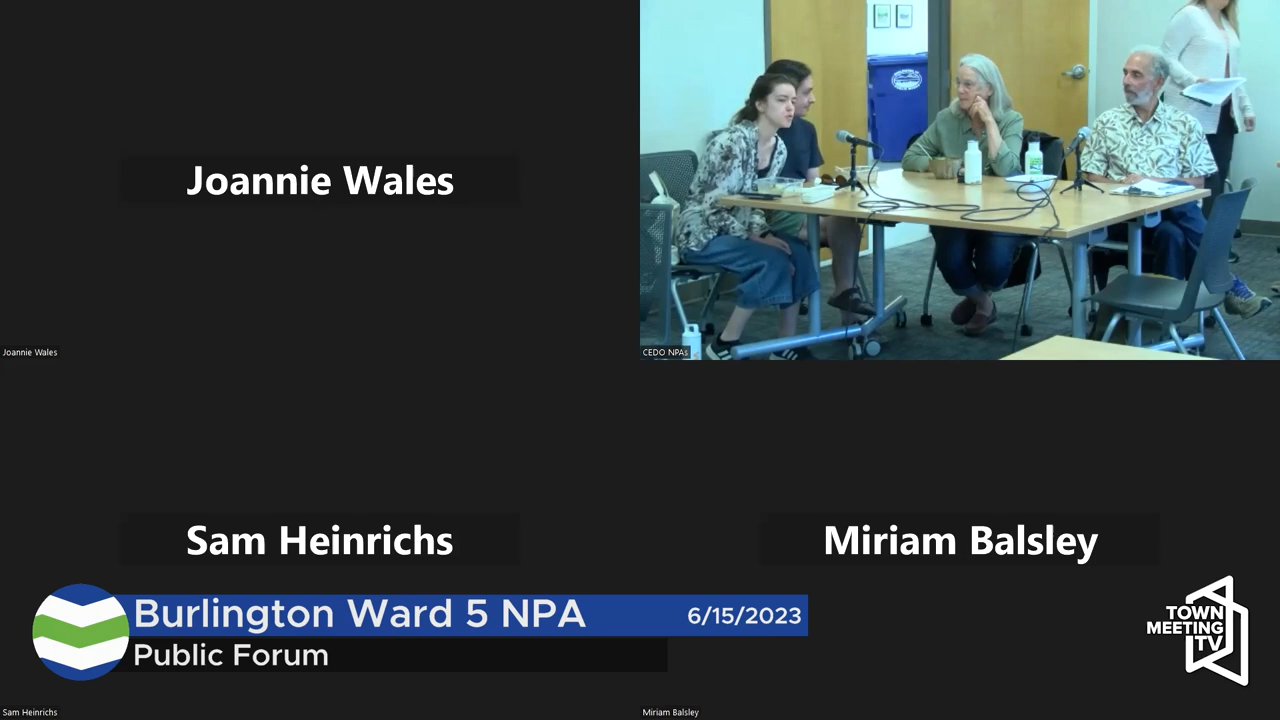 Joannie Wales
Joannie Wales
CEDO NPAs
Sam Heinrichs
Miriam Balsley
Burlington Ward 5 NPA
6/15/2023
Public Forum
TOWN
MEETING
TV
Sam Heinrichs
Miriam Balsley